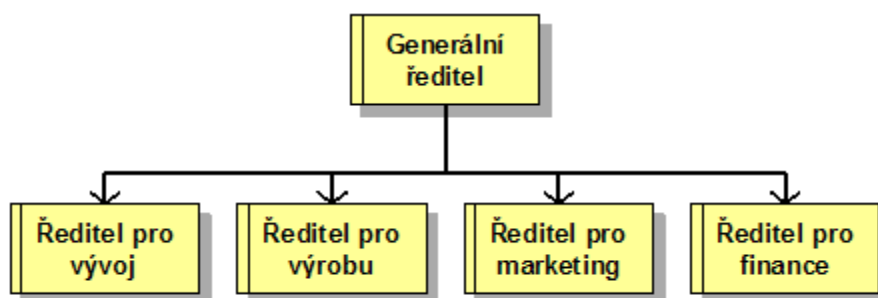 Generální
ředitel
Ředitel pro
vývoj
Ředitel pro
výrobu
Ředitel pro
marketing
Ředitel pro
finance